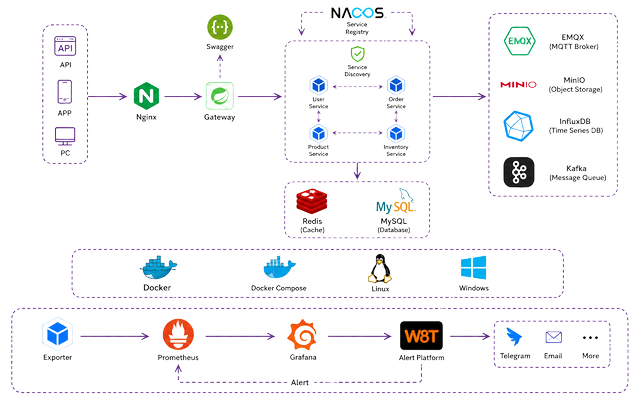 NACOS
Service
Registry
Swagger
API
API
APP
PC
Nginx
Gateway
Service
Discovery
User
Service
Order
Service
Product
Service
Inventory
Service
EMQX
EMQX
(MQTT Broker)
MINIO
MinIO
(Object Storage)
InfluxDB
(Time Series DB)
Kafka
(Message Queue)
Redis
(Cache)
MySQL
MySQL
(Database)
Docker
Docker Compose
Linux
Windows
Exporter
Prometheus
Grafana
W8T
Alert Platform
Telegram
Email
More
Alert